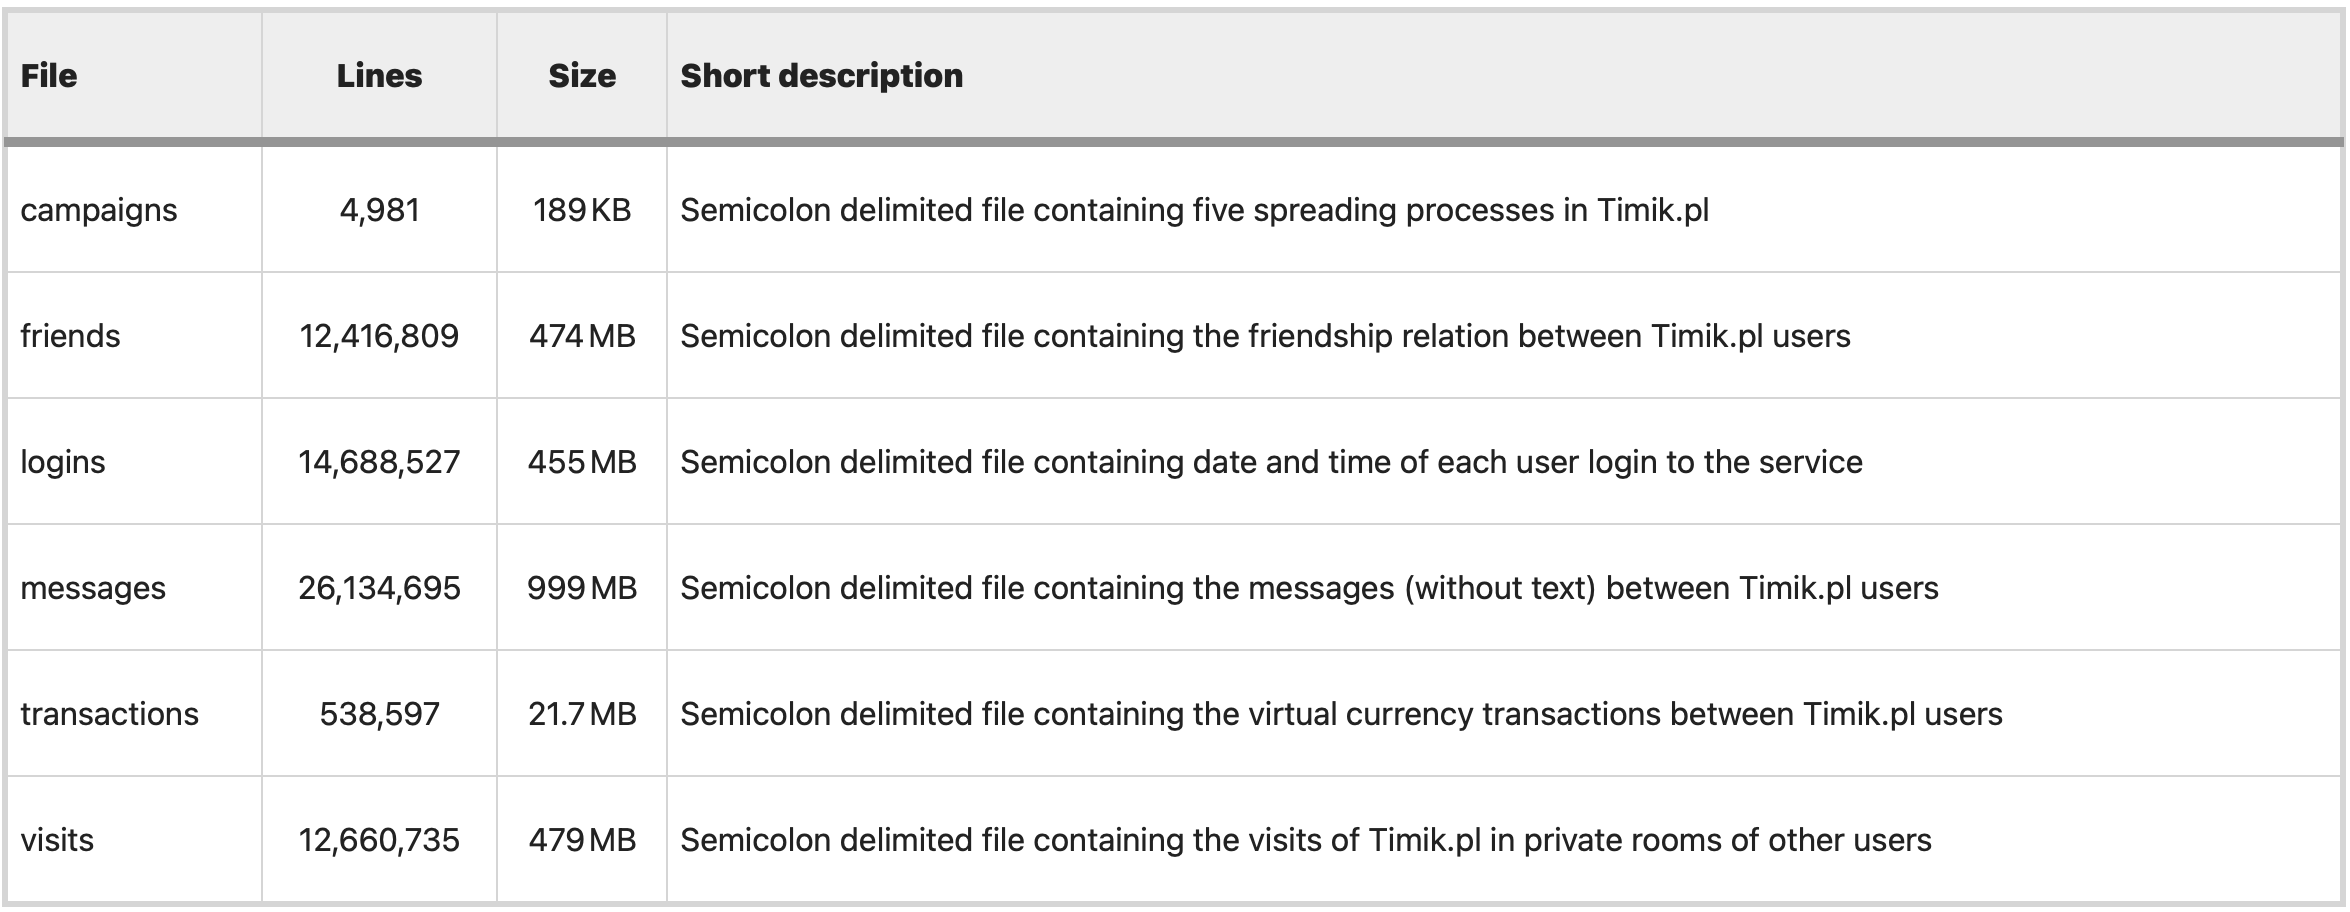 File Lines Size Short description
campaigns 4,981 189 KB Semicolon delimited file containing five spreading processes in Timik.pl
friends 12,416,809 474 MB Semicolon delimited file containing the friendship relation between Timik.pl users
logins 14,688,527 455 MB Semicolon delimited file containing date and time of each user login to the service
messages 26,134,695 999 MB Semicolon delimited file containing the messages (without text) between Timik.pl users
transactions 538,597 21.7 MB Semicolon delimited file containing the virtual currency transactions between Timik.pl users
visits 12,660,735 479 MB Semicolon delimited file containing the visits of Timik.pl in private rooms of other users